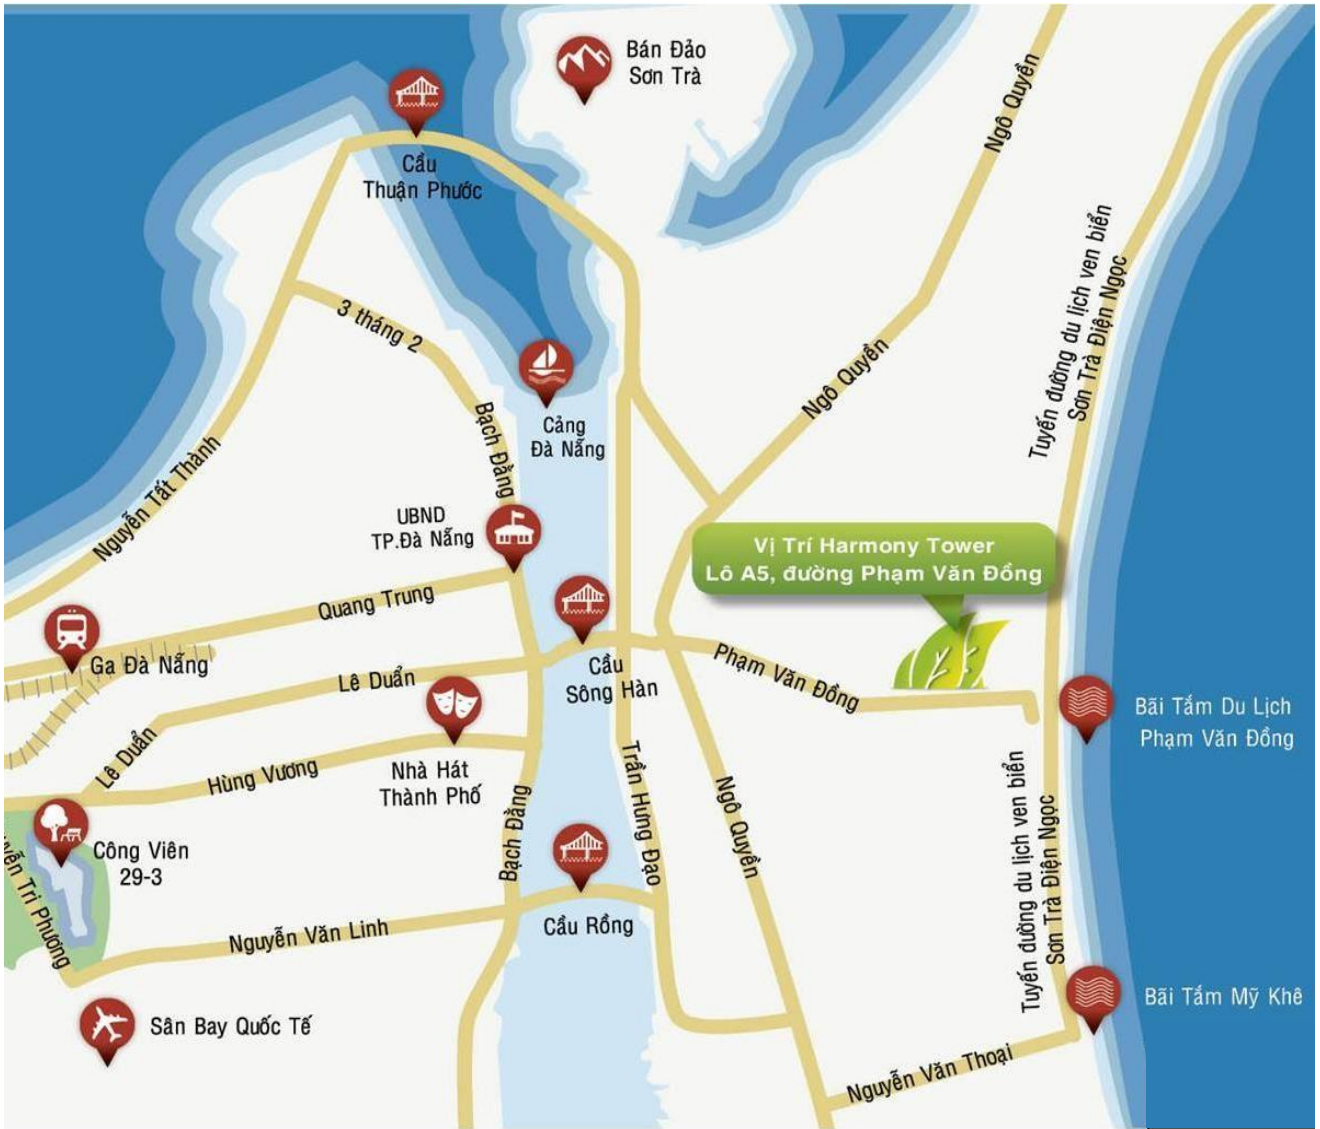 Bán Đảo
Sơn Trà
Cầu
Thuận Phước
Ngô Quyền
Tuyến đường du lịch ven biển
Sơn Trà Điện Ngọc
3 tháng 2
Ngô Quyền
Cảng
Đà Nẵng
Bạch Đằng
Nguyễn Tất Thành
UBND
TP.Đà Nẵng
Vị Trí Harmony Tower
Lô A5, đường Phạm Văn Đồng
Quang Trung
Ga Đà Nẵng
Lê Duẩn
Cầu
Sông Hàn
Phạm Văn Đồng
Bãi Tắm Du Lịch
Phạm Văn Đồng
Lê Duẩn
Hùng Vương
Nhà Hát
Thành Phố
Bạch Đằng
Trần Hưng Đạo
Ngô Quyền
Tuyến đường du lịch ven biển
Sơn Trà Điện Ngọc
Công Viên
29-3
Tri Phương
Nguyễn Văn Linh
Cầu Rồng
Bãi Tắm Mỹ Khê
Sân Bay Quốc Tế
Nguyễn Văn Thoại